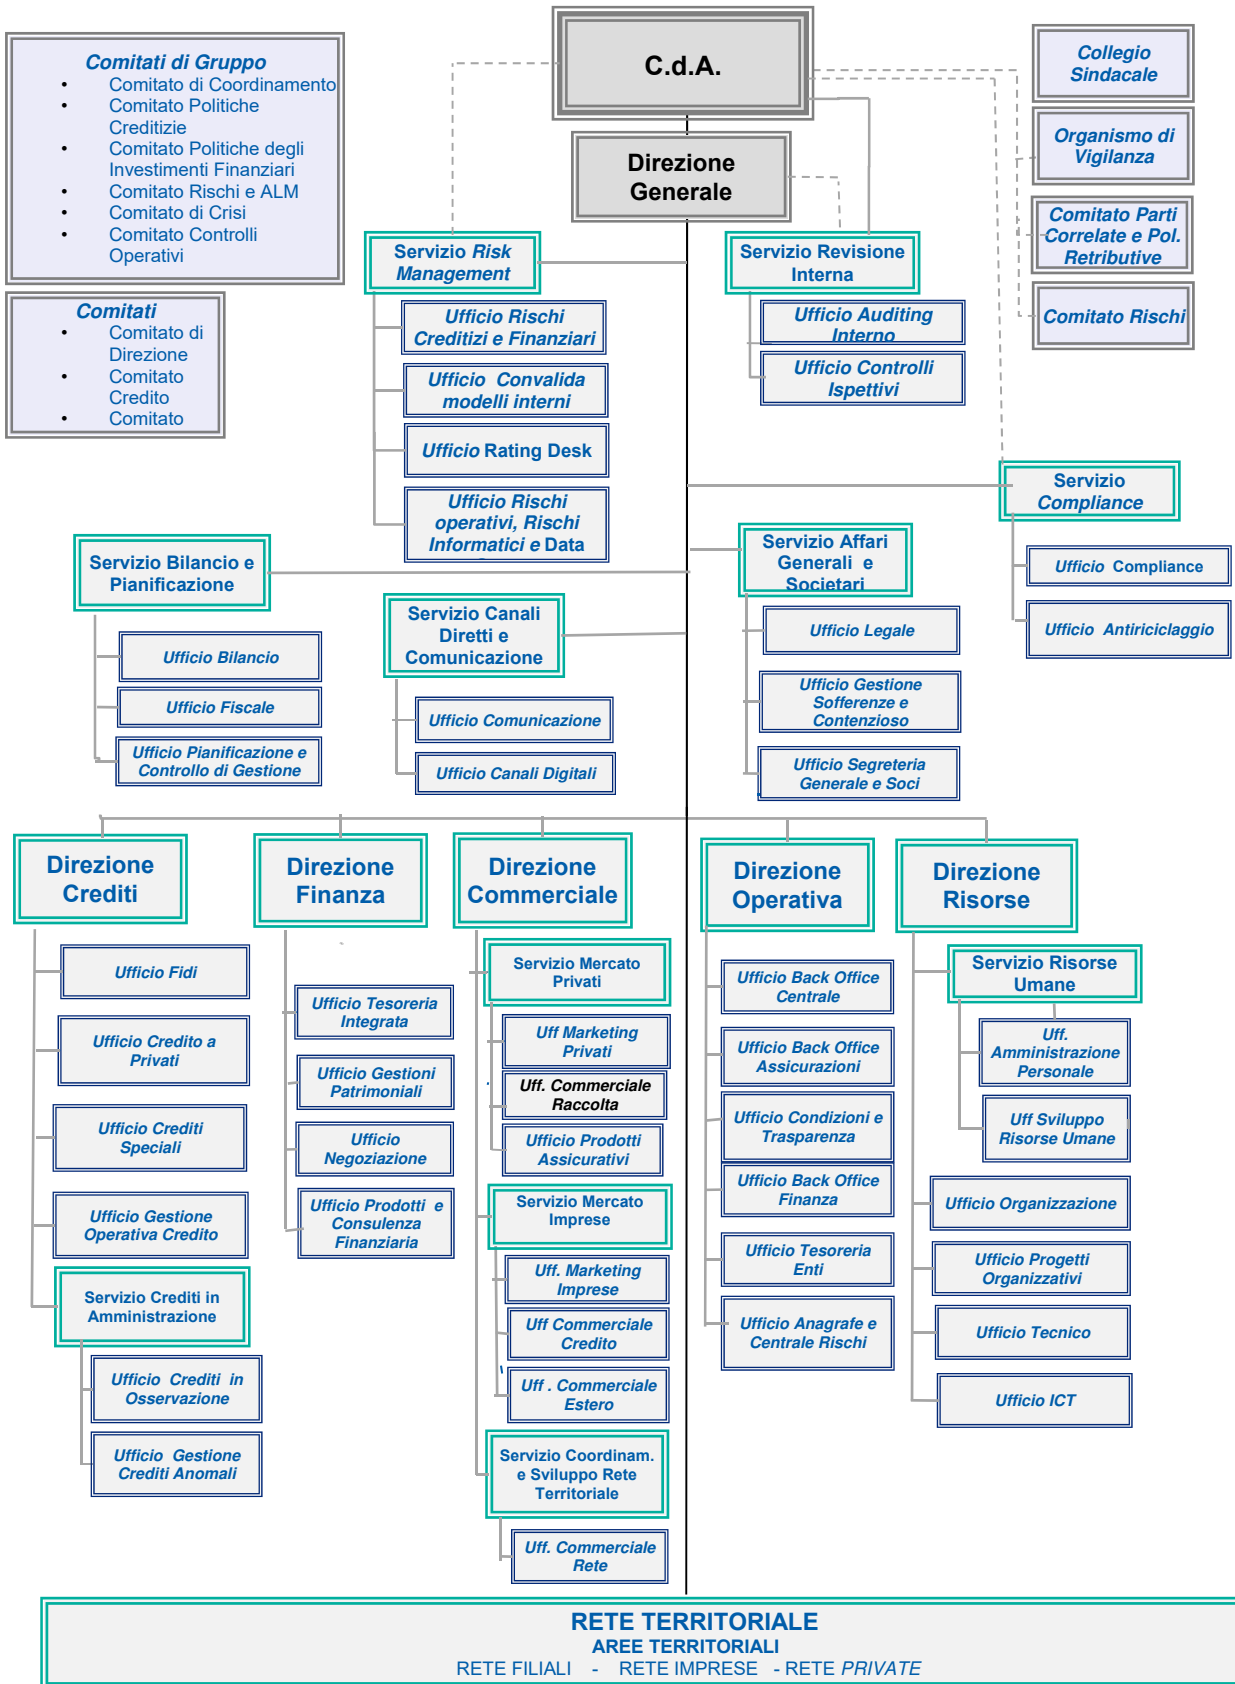 Comitati di Gruppo
• Comitato di Coordinamento
• Comitato Politiche
Creditizie
• Comitato Politiche degli
Investimenti Finanziari
• Comitato Rischi e ALM
• Comitato di Crisi
• Comitato Controlli
Operativi
Comitati
• Comitato di
Direzione
• Comitato
Credito
• Comitato
C.d.A.
Direzione
Generale
Collegio
Sindacale
Organismo di
Vigilanza
Comitato Parti
Correlate e Pol.
Retributive
Comitato Rischi
Servizio Risk
Management
Ufficio Rischi
Creditizi e Finanziari
Ufficio Convalida
modelli interni
Ufficio Rating Desk
Ufficio Rischi
operativi, Rischi
Informatici e Data
Servizio Revisione
Interna
Ufficio Auditing
Interno
Ufficio Controlli
Ispettivi
Servizio
Compliance
Ufficio Compliance
Ufficio Antiriciclaggio
Servizio Bilancio e
Pianificazione
Ufficio Bilancio
Ufficio Fiscale
Ufficio Pianificazione e
Controllo di Gestione
Servizio Canali
Diretti e
Comunicazione
Ufficio Comunicazione
Ufficio Canali Digitali
Servizio Affari
Generali e
Societari
Ufficio Legale
Ufficio Gestione
Sofferenze e
Contenzioso
Ufficio Segreteria
Generale e Soci
Direzione
Crediti
Ufficio Fidi
Ufficio Credito a
Privati
Ufficio Crediti
Speciali
Ufficio Gestione
Operativa Credito
Servizio Crediti in
Amministrazione
Ufficio Crediti in
Osservazione
Ufficio Gestione
Crediti Anomali
Direzione
Finanza
Ufficio Tesoreria
Integrata
Ufficio Gestioni
Patrimoniali
Ufficio
Negoziazione
Ufficio Prodotti e
Consulenza
Finanziaria
Direzione
Commerciale
Servizio Mercato
Privati
Uff Marketing
Privati
Uff. Commerciale
Raccolta
Ufficio Prodotti
Assicurativi
Servizio Mercato
Imprese
Uff. Marketing
Imprese
Uff Commerciale
Credito
Uff . Commerciale
Estero
Servizio Coordinam.
e Sviluppo Rete
Territoriale
Uff. Commerciale
Rete
Direzione
Operativa
Ufficio Back Office
Centrale
Ufficio Back Office
Assicurazioni
Ufficio Condizioni e
Trasparenza
Ufficio Back Office
Finanza
Ufficio Tesoreria
Enti
Ufficio Anagrafe e
Centrale Rischi
Direzione
Risorse
Servizio Risorse
Umane
Uff.
Amministrazione
Personale
Uff Sviluppo
Risorse Umane
Ufficio Organizzazione
Ufficio Progetti
Organizzativi
Ufficio Tecnico
Ufficio ICT
RETE TERRITORIALE
AREE TERRITORIALI
RETE FILIALI - RETE IMPRESE - RETE PRIVATE